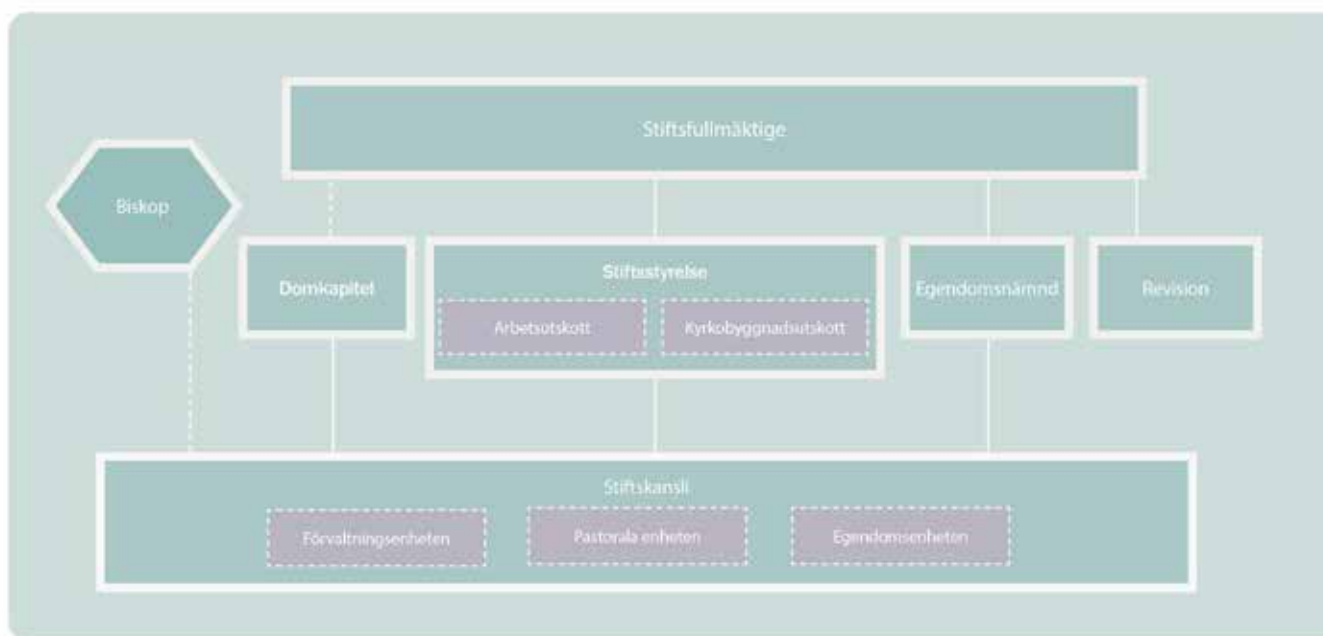 Stiftsfullmäktige
Biskop
Domkapitel
Stiftsstyrelse
Arbetsutskott
Kyrkobyggnadsutskott
Egendomsnämnd
Revision
Stiftskansli
Förvaltningsenheten
Pastorala enheten
Egendomsenheten